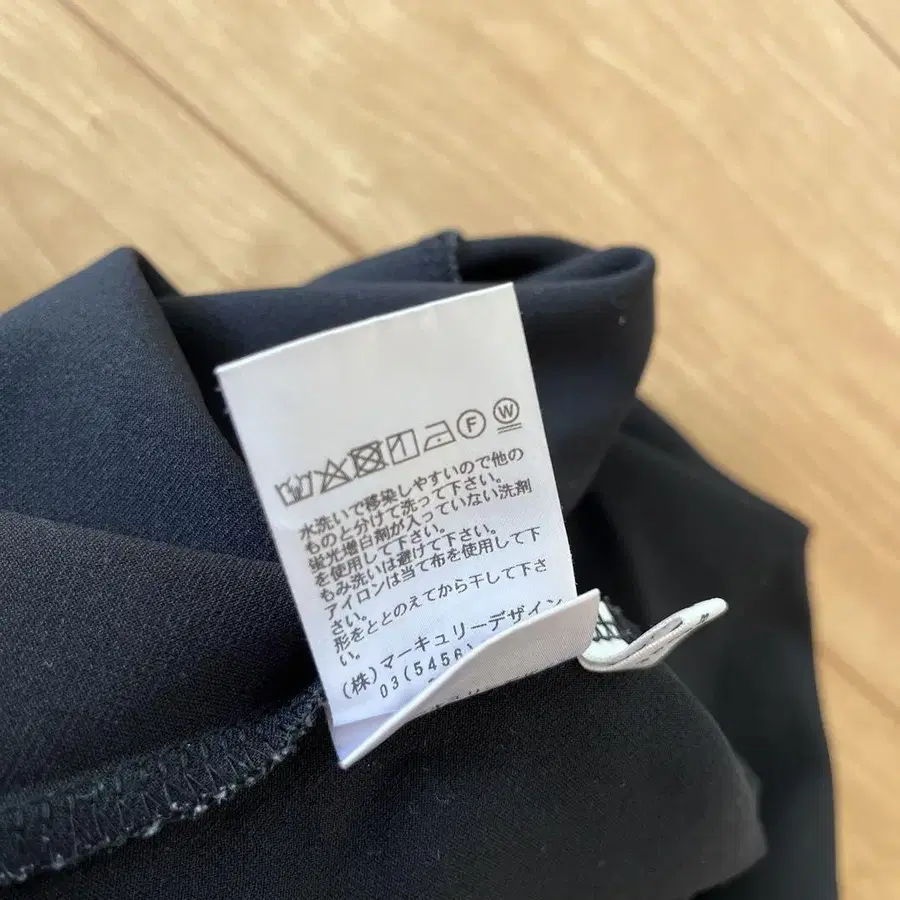 F W
水洗いで移染しやすいので他の
ものと分けて洗って下さい。
蛍光増白剤が入っていない洗剤
を使用して下さい。
もみ洗いは避けて下さい。
アイロンは当て布を使用して下
さい。
形をととのえてから干して下さ
い。
(株)マーキュリーデザイン
03(5456)